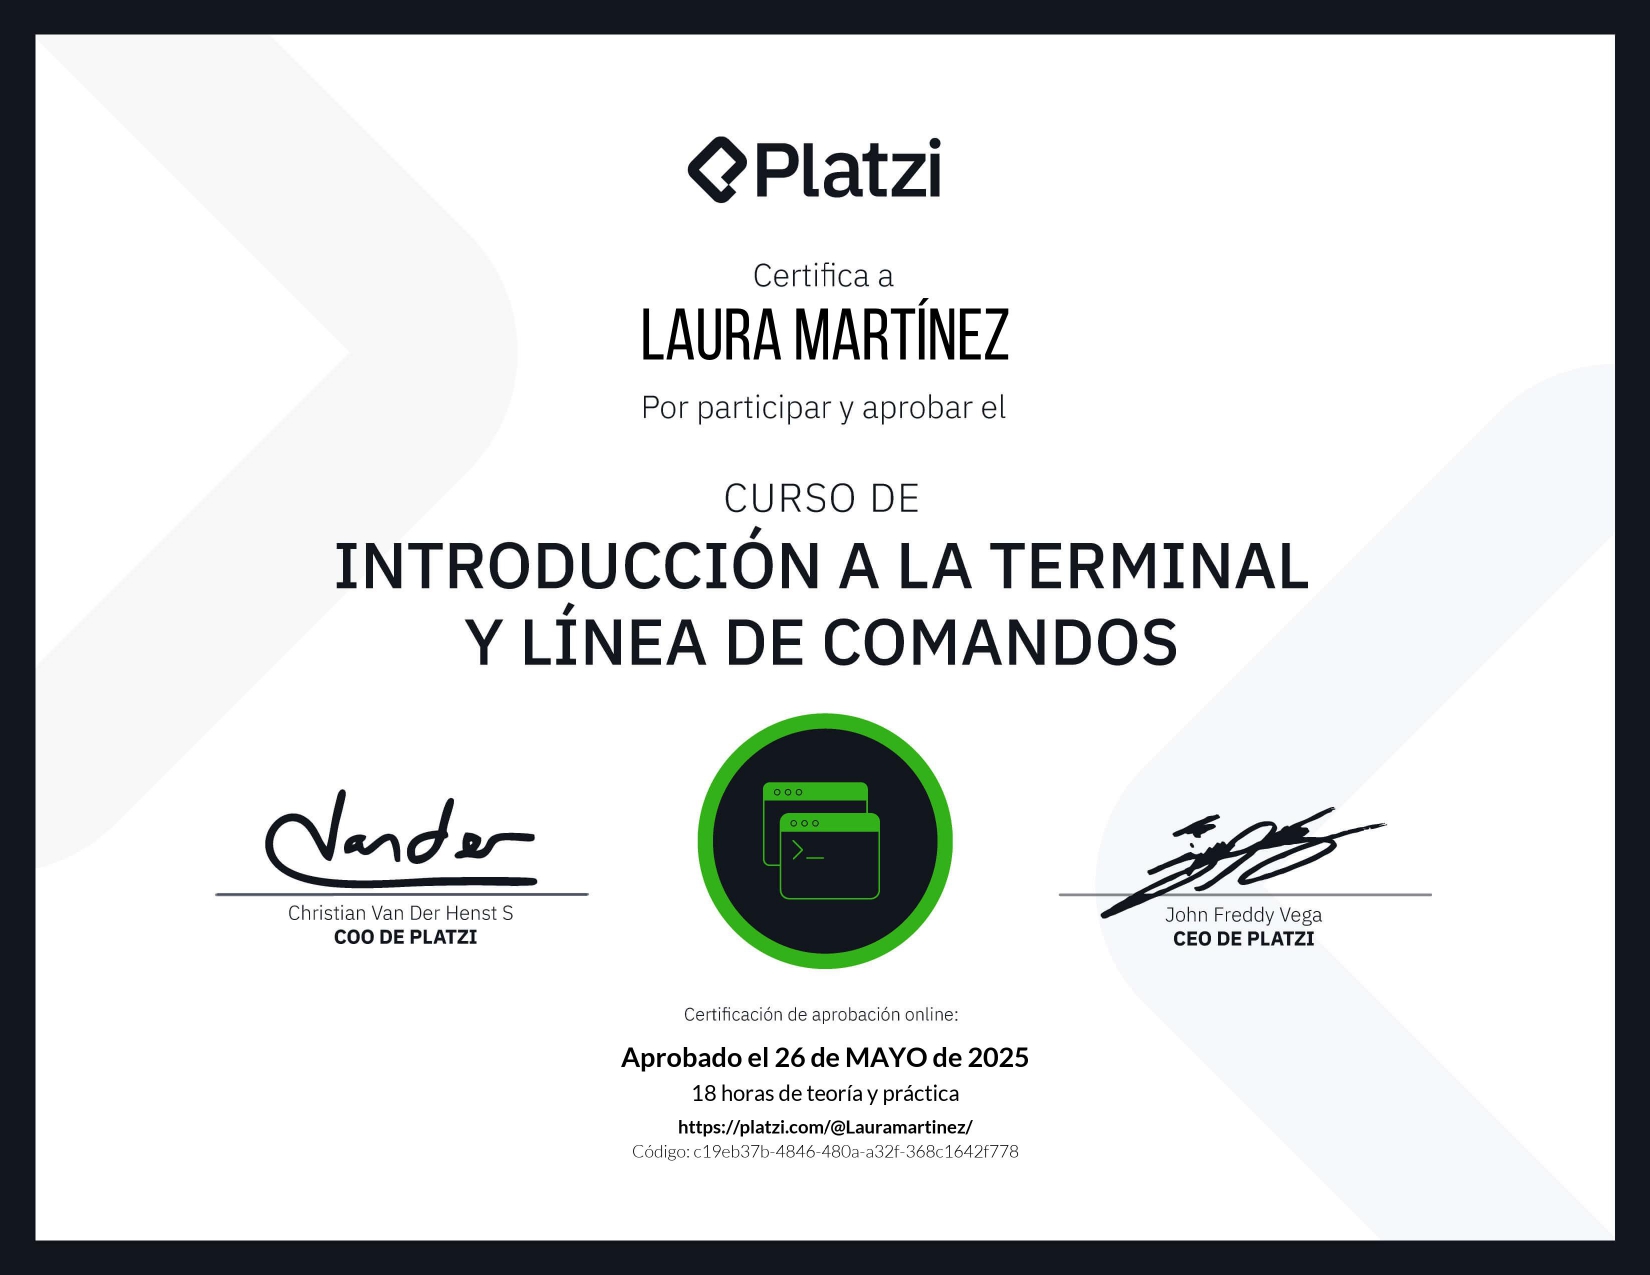 Platzi
Certifica a
LAURA MARTÍNEZ
Por participar y aprobar el
CURSO DE
INTRODUCCIÓN A LA TERMINAL
Y LÍNEA DE COMANDOS
Vander
Christian Van Der Henst S
COO DE PLATZI
John Freddy Vega
CEO DE PLATZI
Certificación de aprobación online:
Aprobado el 26 de MAYO de 2025
18 horas de teoría y práctica
https://platzi.com/@Lauramartinez/
Código: c19eb37b-4846-480a-a32f-368c1642f778